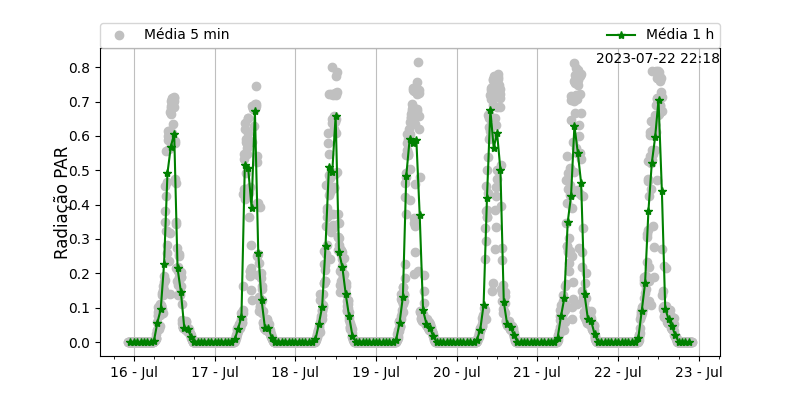 Média 5 min
Média 1 h
2023-07-22 22:18
Radiação PAR
0.8
0.7
0.6
0.5
0.4
0.3
0.2
0.1
0.0
16 - Jul
17 - Jul
18 - Jul
19 - Jul
20 - Jul
21 - Jul
22 - Jul
23 - Jul